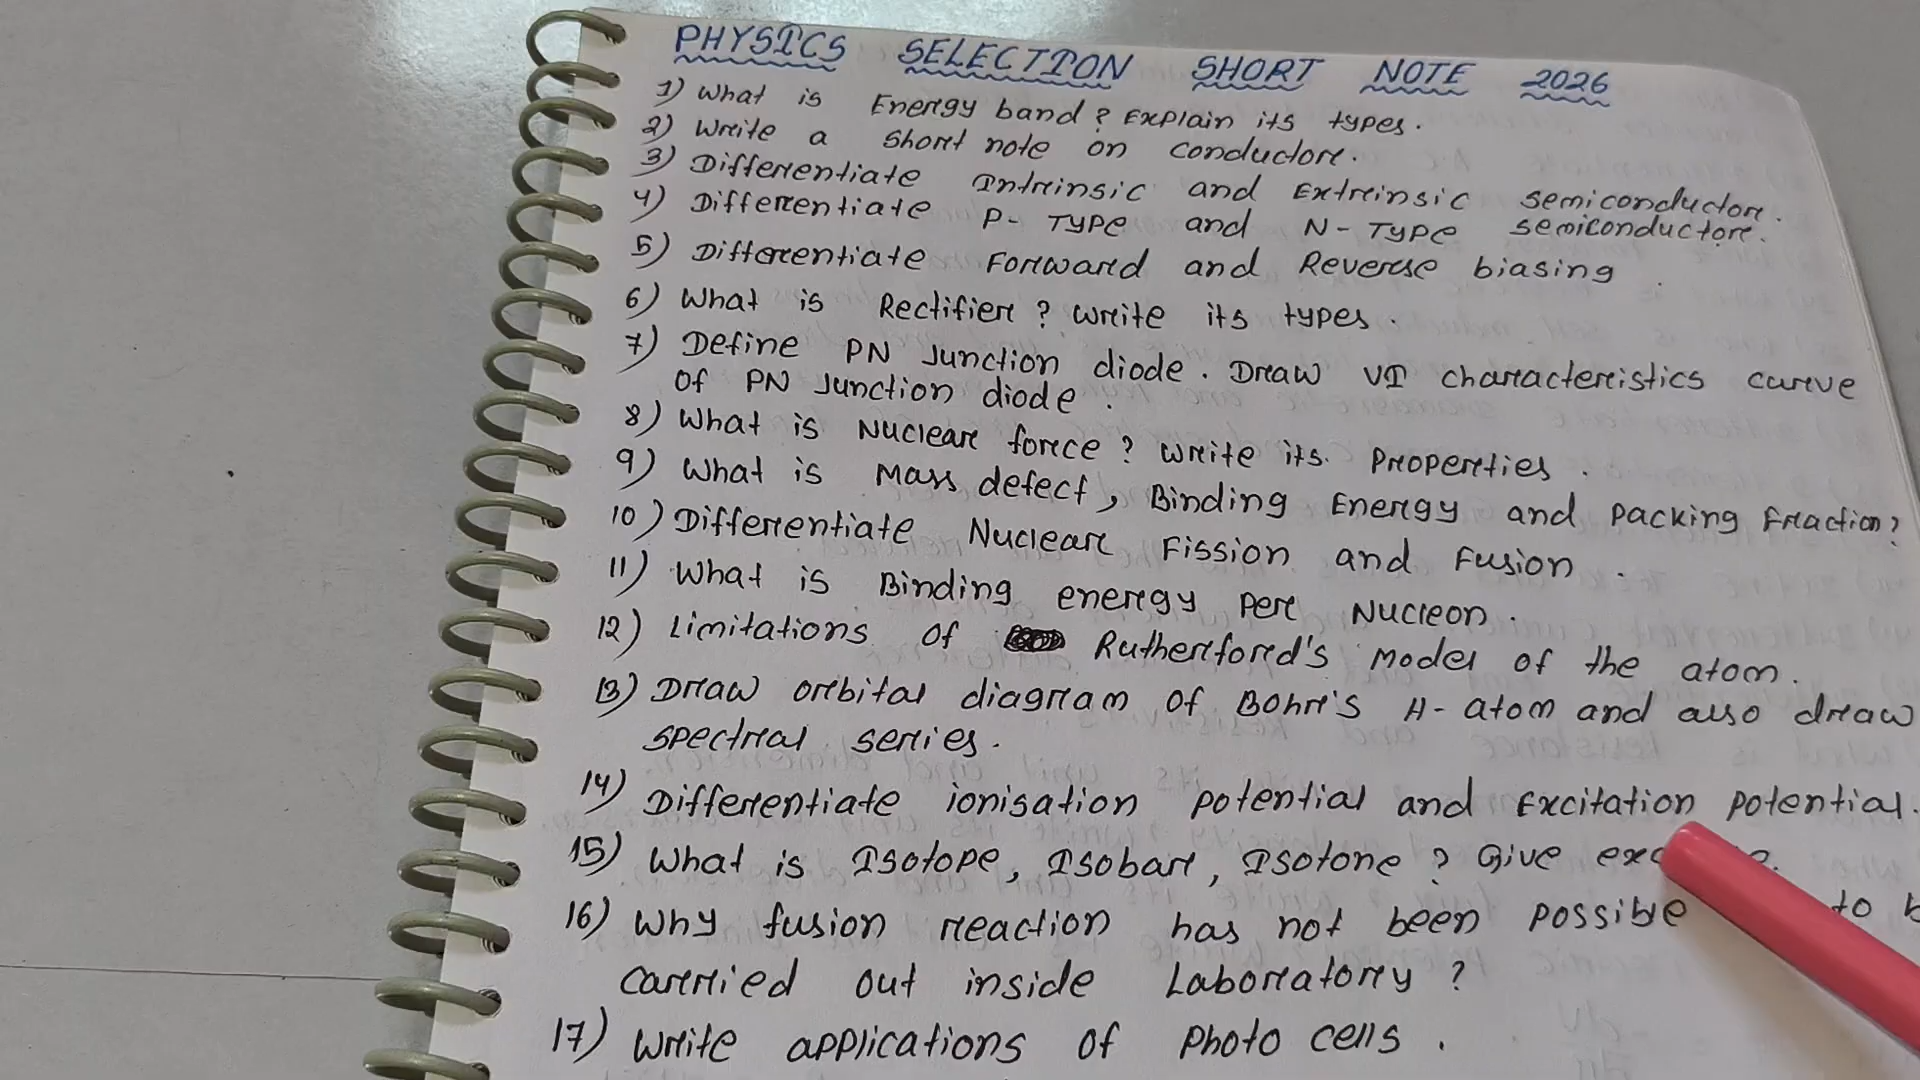 PHYSICS SELECTION SHORT NOTE 2026
1) What is Energy band? Explain its types.
2) Write a short note on conductor.
3) Differentiate Intrinsic and Extrinsic semiconductor.
4) Differentiate P-TYPE and N-TYPE semiconductor.
5) Differentiate Forward and Reverse biasing.
6) What is Rectifier? Write its types.
7) Define PN Junction diode. Draw VI characteristics curve
of PN Junction diode.
8) What is Nuclear force? Write its Properties.
9) What is Mass defect, Binding Energy and Packing Fraction?
10) Differentiate Nuclear Fission and Fusion.
11) What is Binding energy per Nucleon.
12) Limitations of Rutherford's Model of the atom.
13) Draw orbital diagram of Bohr's H-atom and also draw
spectral series.
14) Differentiate ionisation potential and Excitation potential.
15) What is Isotope, Isobar, Isotone? Give
16) Why fusion reaction has not been possible to
carried out inside Laboratory?
17) Write applications of Photo cells.